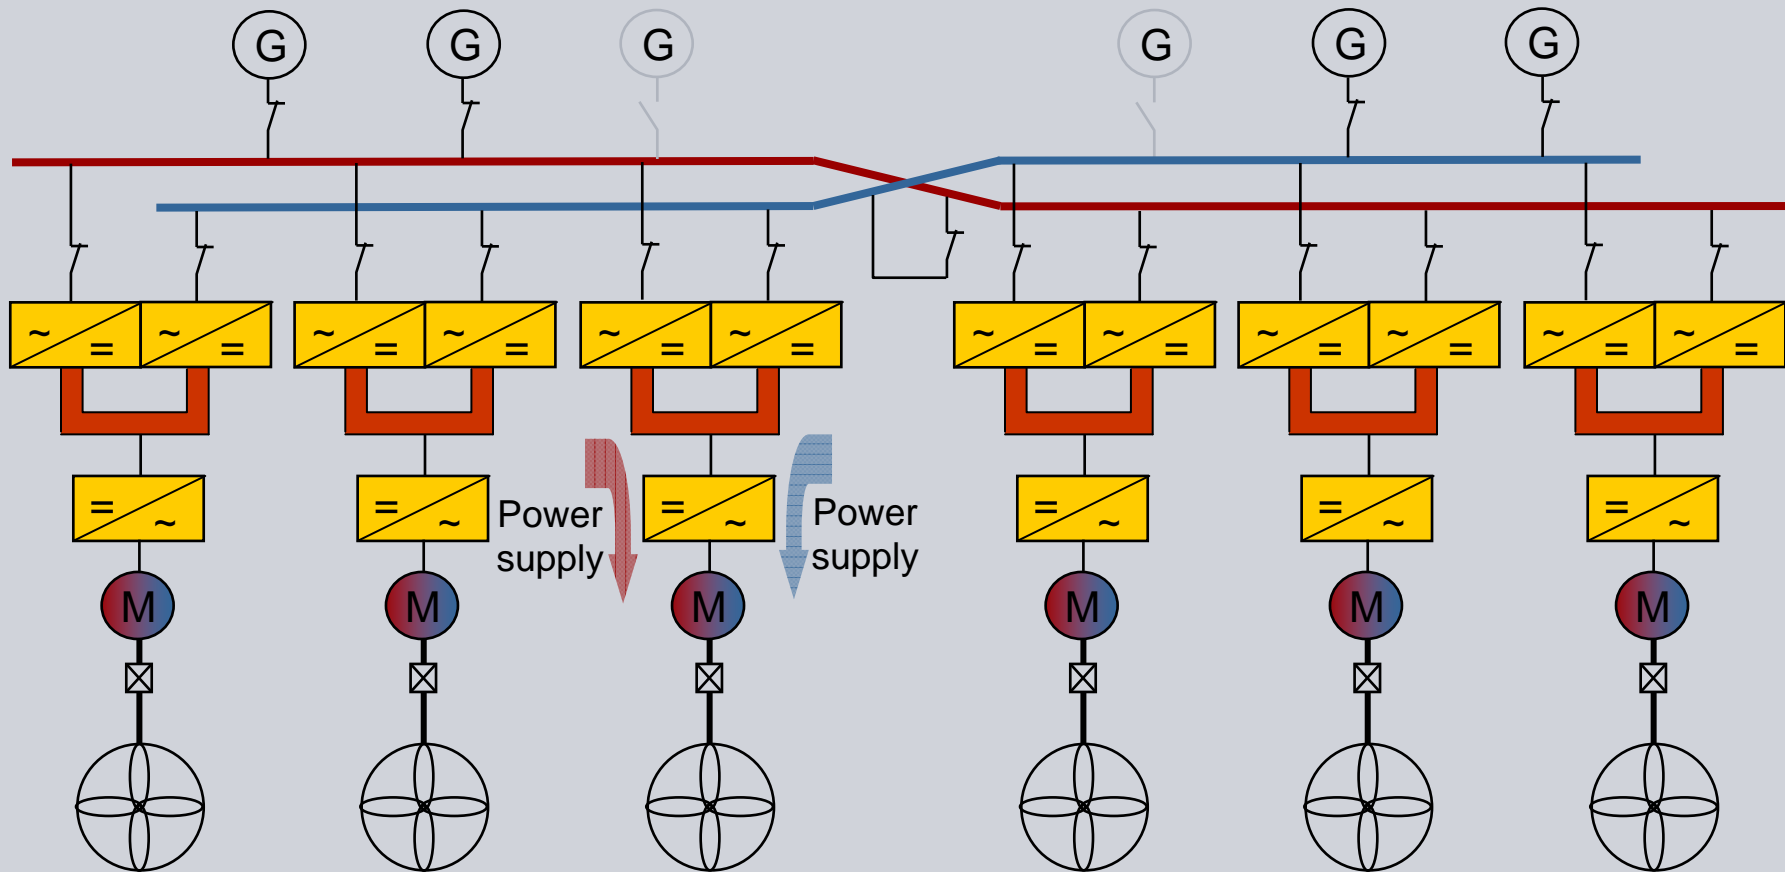 G G G G G G
~ = ~ = ~ = ~ = ~ = ~ = ~ = ~ = ~ = ~ = ~ = ~ =
= ~ = ~ = ~ = ~ = ~ = ~
Power
supply
Power
supply
M M M M M M